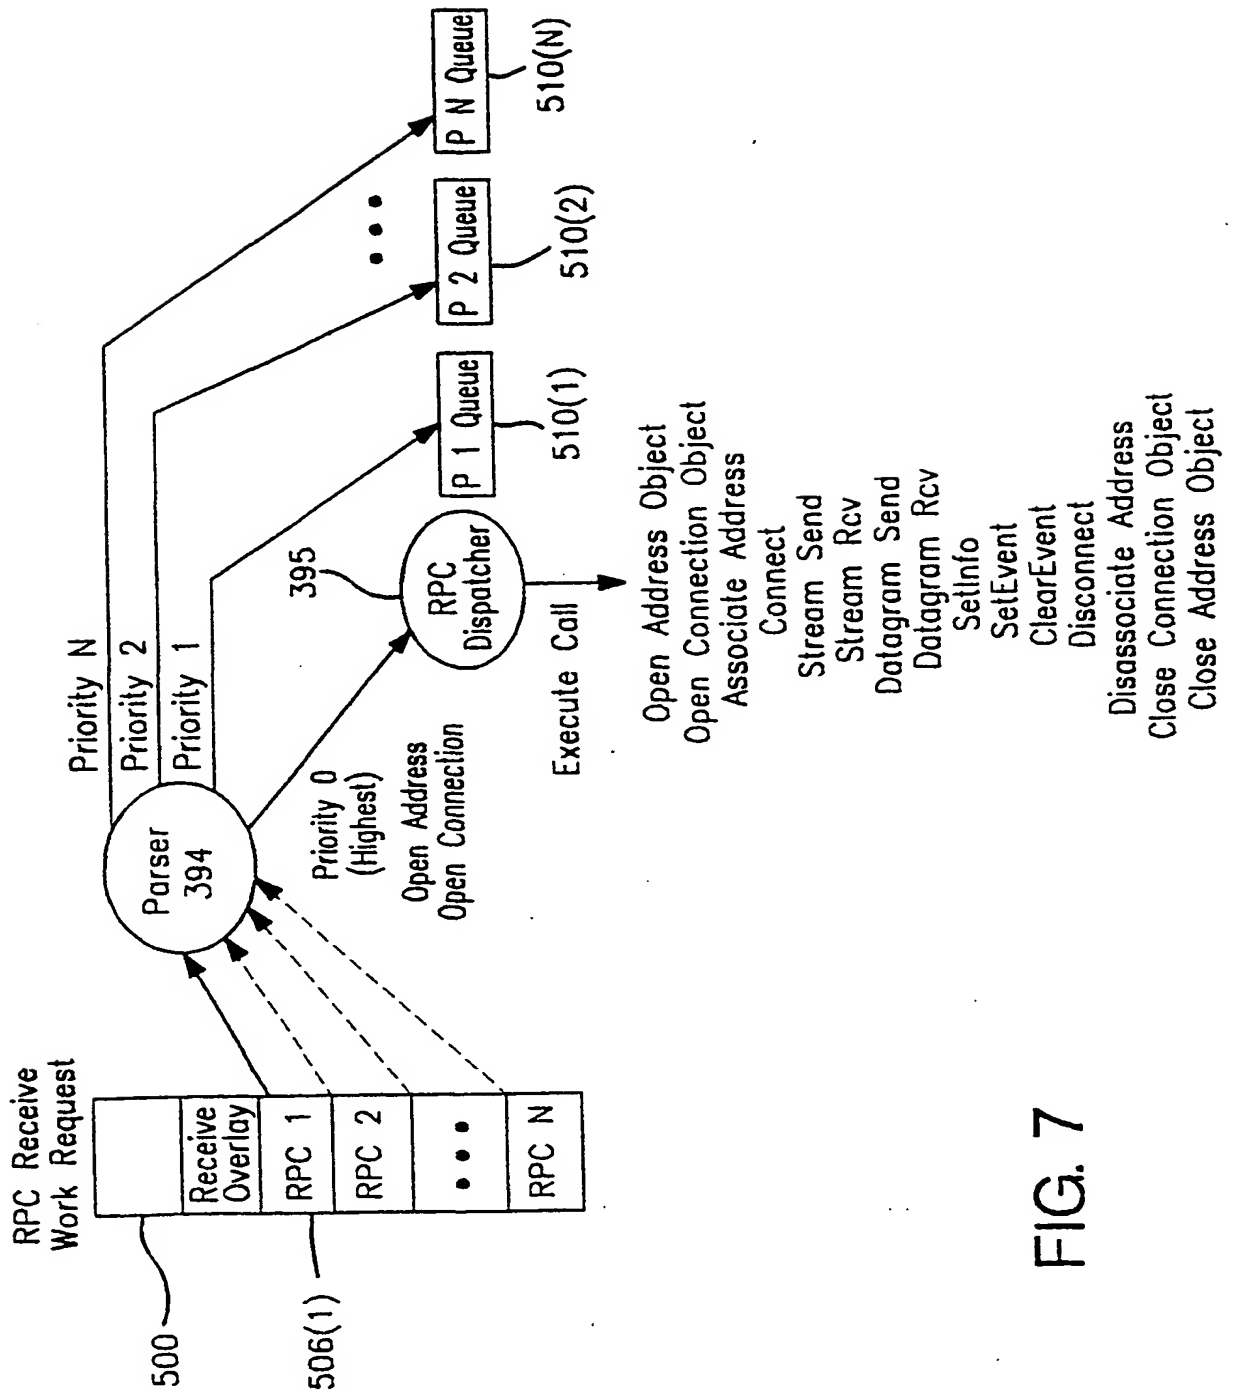 RPC Receive
Work Request
500
Receive
Overlay
RPC 1
RPC 2
•••
RPC N
506(1)
Parser
394
Priority N
Priority 2
Priority 1
Priority 0
(Highest)
Open Address
Open Connection
395
RPC
Dispatcher
Execute Call
P 1 Queue
510(1)
P 2 Queue
510(2)
•••
P N Queue
510(N)
Open Address Object
Open Connection Object
Associate Address
Connect
Stream Send
Stream Rcv
Datagram Send
Datagram Rcv
SetInfo
SetEvent
ClearEvent
Disconnect
Disassociate Address
Close Connection Object
Close Address Object
FIG. 7